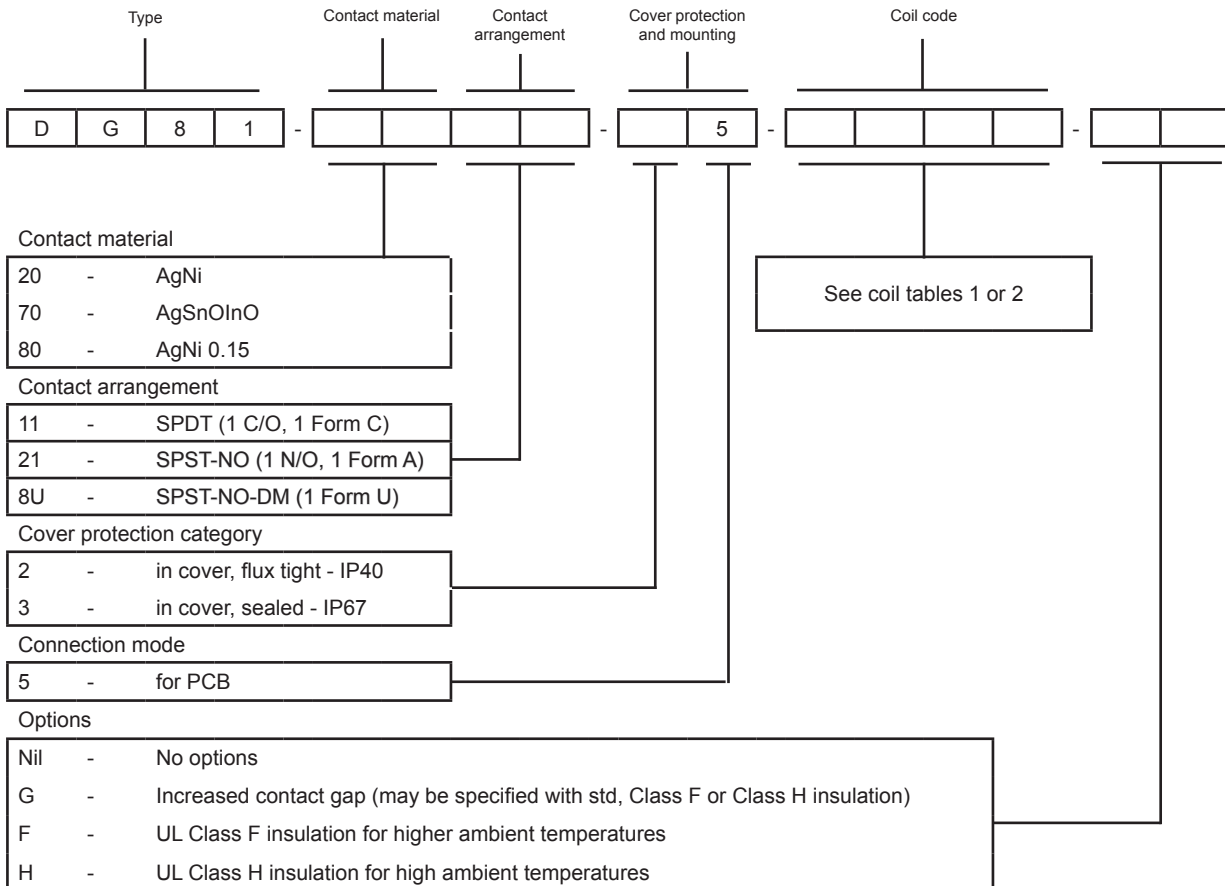 Type
Contact material
Contact
arrangement
Cover protection
and mounting
Coil code
D G 8 1 - - 5 - -
Contact material
20 - AgNi
70 - AgSnOInO
80 - AgNi 0.15
See coil tables 1 or 2
Contact arrangement
11 - SPDT (1 C/O, 1 Form C)
21 - SPST-NO (1 N/O, 1 Form A)
8U - SPST-NO-DM (1 Form U)
Cover protection category
2 - in cover, flux tight - IP40
3 - in cover, sealed - IP67
Connection mode
5 - for PCB
Options
Nil - No options
G - Increased contact gap (may be specified with std, Class F or Class H insulation)
F - UL Class F insulation for higher ambient temperatures
H - UL Class H insulation for high ambient temperatures